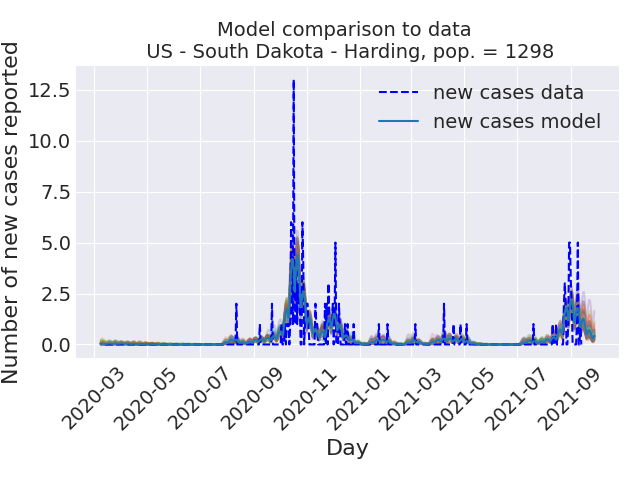 Model comparison to data
US - South Dakota - Harding, pop. = 1298
Number of new cases reported
12.5
10.0
7.5
5.0
2.5
0.0
new cases data
new cases model
2020-03
2020-05
2020-07
2020-09
2020-11
2021-01
2021-03
2021-05
2021-07
2021-09
Day